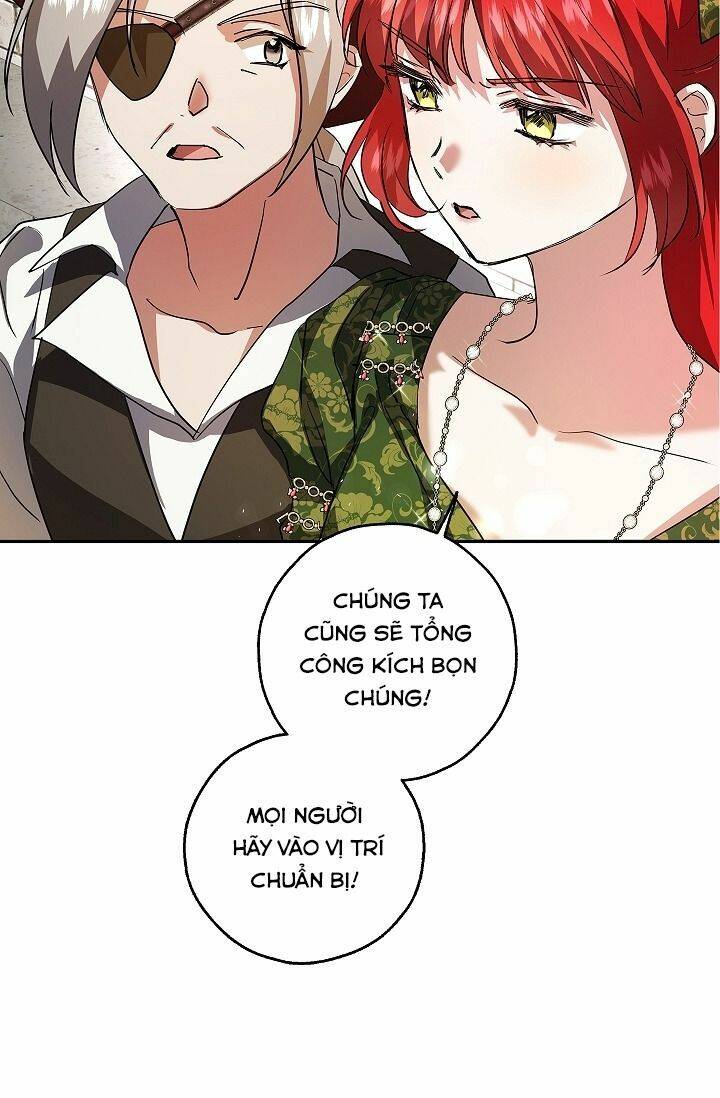 CHÚNG TA
CŨNG SẼ TỔNG
CÔNG KÍCH BỌN
CHÚNG!
MỌI NGƯỜI
HÃY VÀO VỊ TRÍ
CHUẨN BỊ!